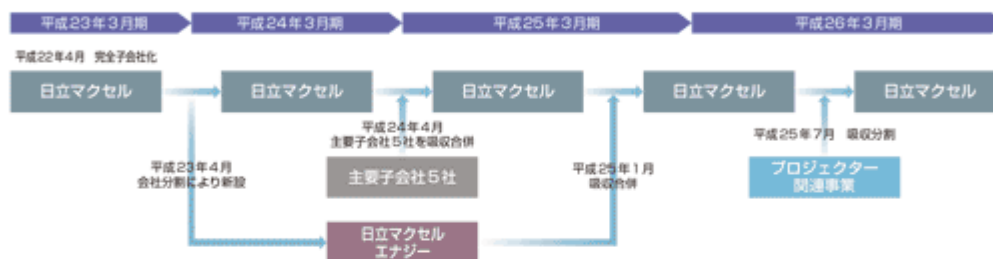 平成23年3月期
平成24年3月期
平成25年3月期
平成26年3月期
平成22年4月 完全子会社化
日立マクセル
日立マクセル
日立マクセル
日立マクセル
日立マクセル
平成23年4月
会社分割により新設
平成24年4月
主要子会社5社を吸収合併
主要子会社5社
日立マクセル
エナジー
平成25年1月
吸収合併
平成25年7月 吸収分割
プロジェクター
関連事業